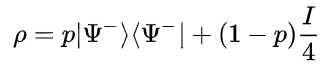 ρ = p|Ψ⁻⟩⟨Ψ⁻| + (1 − p) I/4